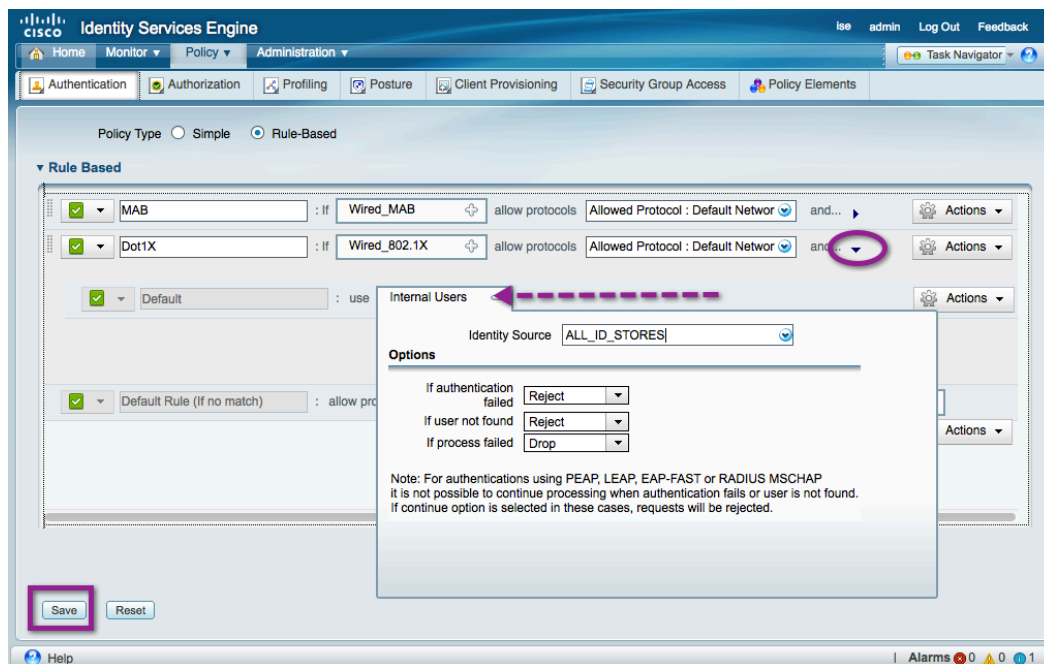 cisco Identity Services Engine ise admin Log Out Feedback
Home Monitor Policy Administration Task Navigator
Authentication Authorization Profiling Posture Client Provisioning Security Group Access Policy Elements
Policy Type Simple Rule-Based
Rule Based
MAB : If Wired_MAB allow protocols Allowed Protocol : Default Networ and... Actions
Dot1X : If Wired_802.1X allow protocols Allowed Protocol : Default Networ and... Actions
Default : use Internal Users Actions
Identity Source ALL_ID_STORES
Options
If authentication
failed Reject
Default Rule (If no match) : allow pro
If user not found Reject
If process failed Drop
Actions
Note: For authentications using PEAP, LEAP, EAP-FAST or RADIUS MSCHAP
it is not possible to continue processing when authentication fails or user is not found.
If continue option is selected in these cases, requests will be rejected.
Save Reset
Help | Alarms 0 0 1